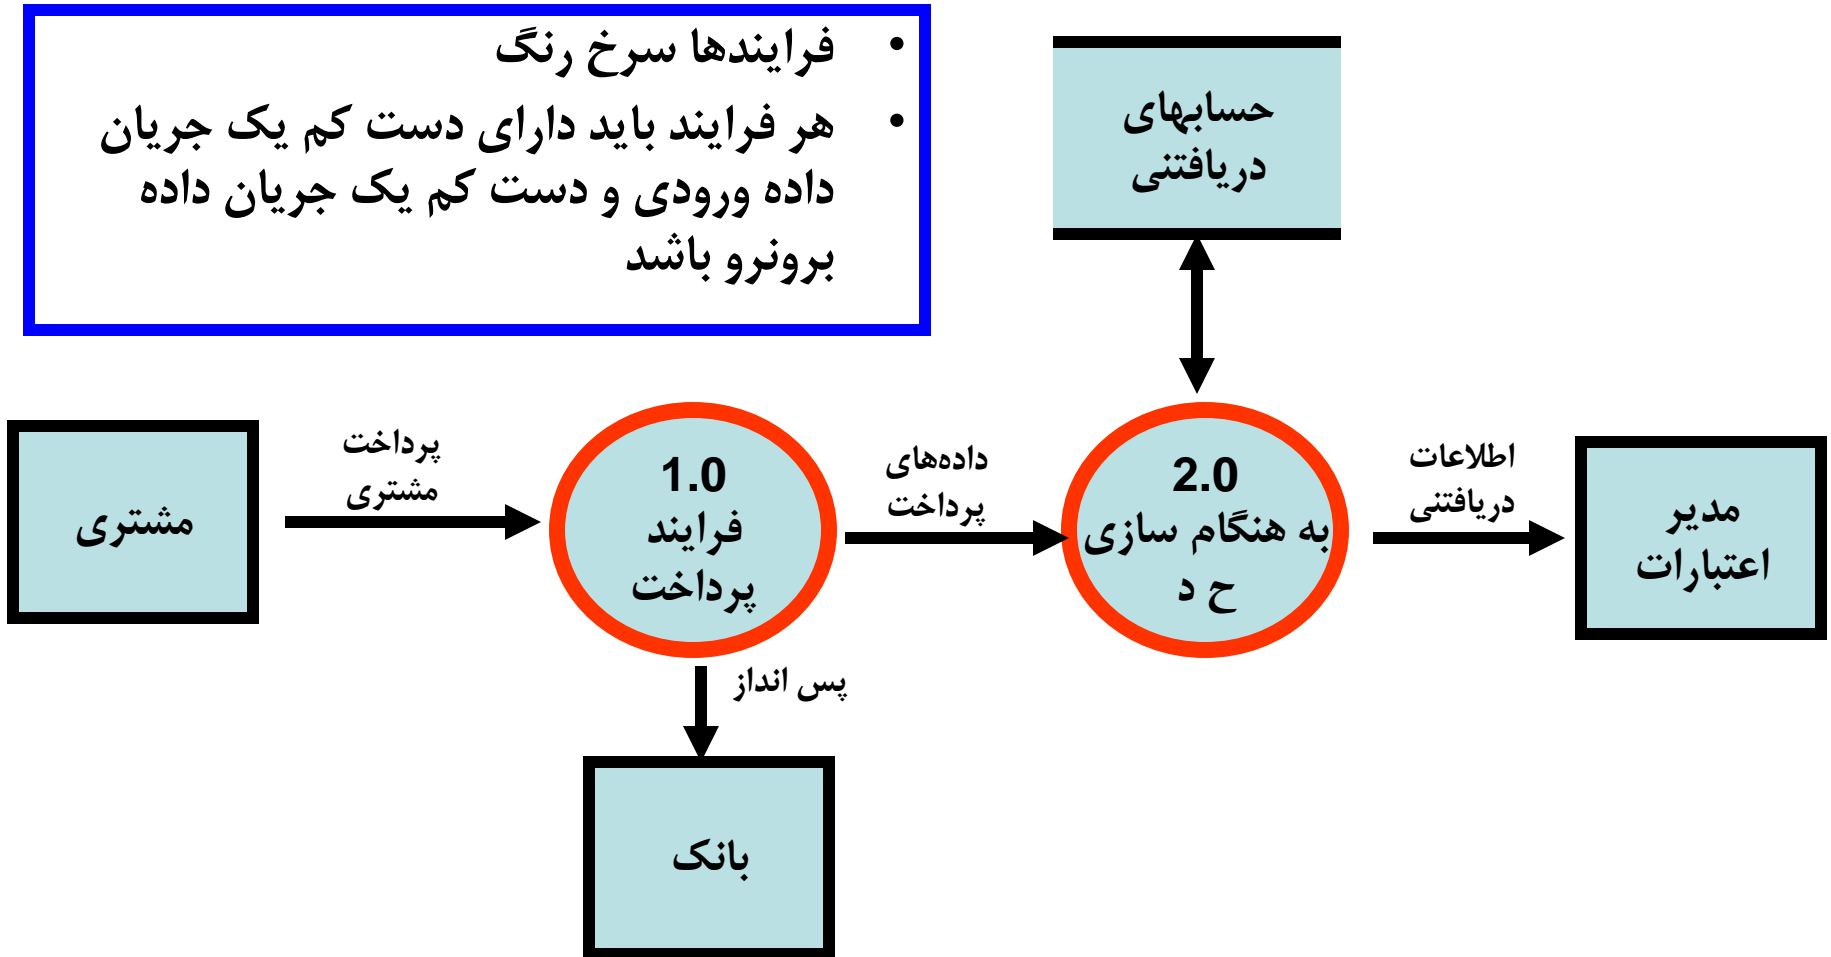 • فرایندها سرخ رنگ
• هر فرایند باید دارای دست کم یک جریان
داده ورودی و دست کم یک جریان داده
برونرو باشد
حسابهای
دریافتنی
مشتری
پرداخت
مشتری
1.0
فرایند
پرداخت
داده‌های
پرداخت
2.0
به هنگام سازی
ح د
اطلاعات
دریافتنی
مدیر
اعتبارات
پس انداز
بانک